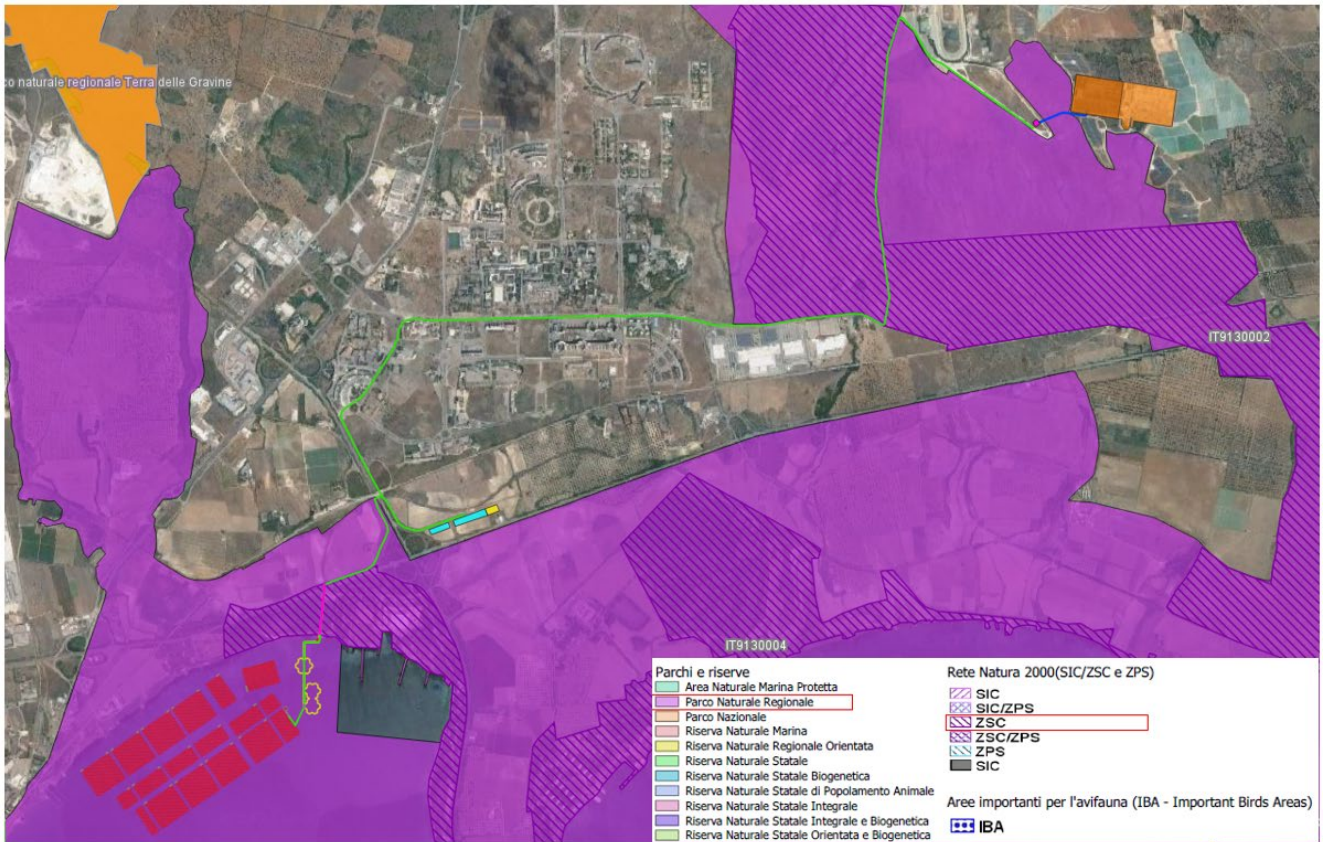 co naturale regionale Terra delle Gravine
IT9130002
IT9130004
Parchi e riserve
Area Naturale Marina Protetta
Parco Naturale Regionale
Parco Nazionale
Riserva Naturale Marina
Riserva Naturale Regionale Orientata
Riserva Naturale Statale
Riserva Naturale Statale Biogenetica
Riserva Naturale Statale di Popolamento Animale
Riserva Naturale Statale Integrale
Riserva Naturale Statale Integrale e Biogenetica
Riserva Naturale Statale Orientata e Biogenetica
Rete Natura 2000(SIC/ZSC e ZPS)
SIC
SIC/ZPS
ZSC
ZSC/ZPS
ZPS
SIC
Aree importanti per l'avifauna (IBA - Important Birds Areas)
IBA